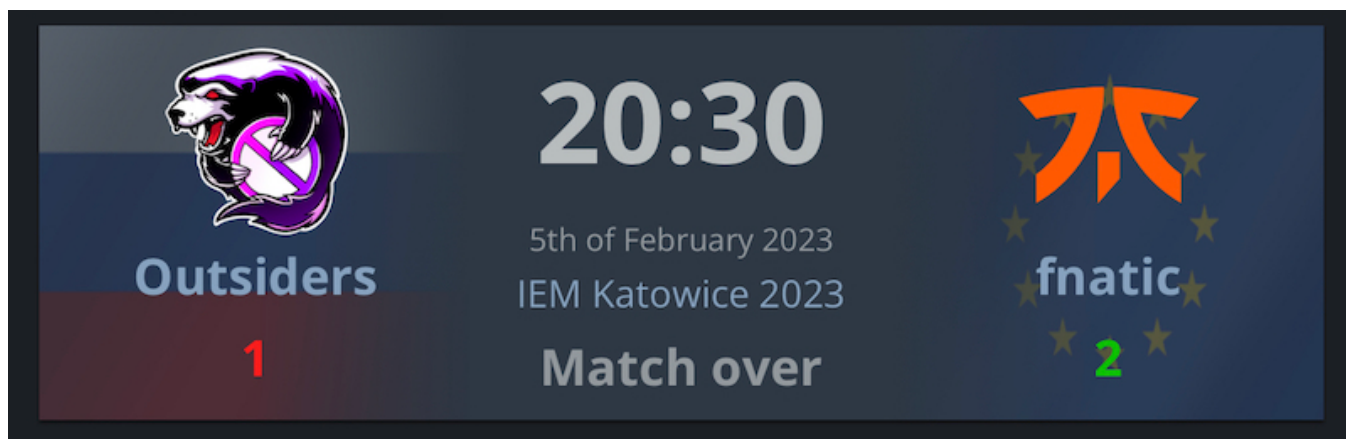 20:30
5th of February 2023
IEM Katowice 2023
Match over
Outsiders
1
fnatic
2